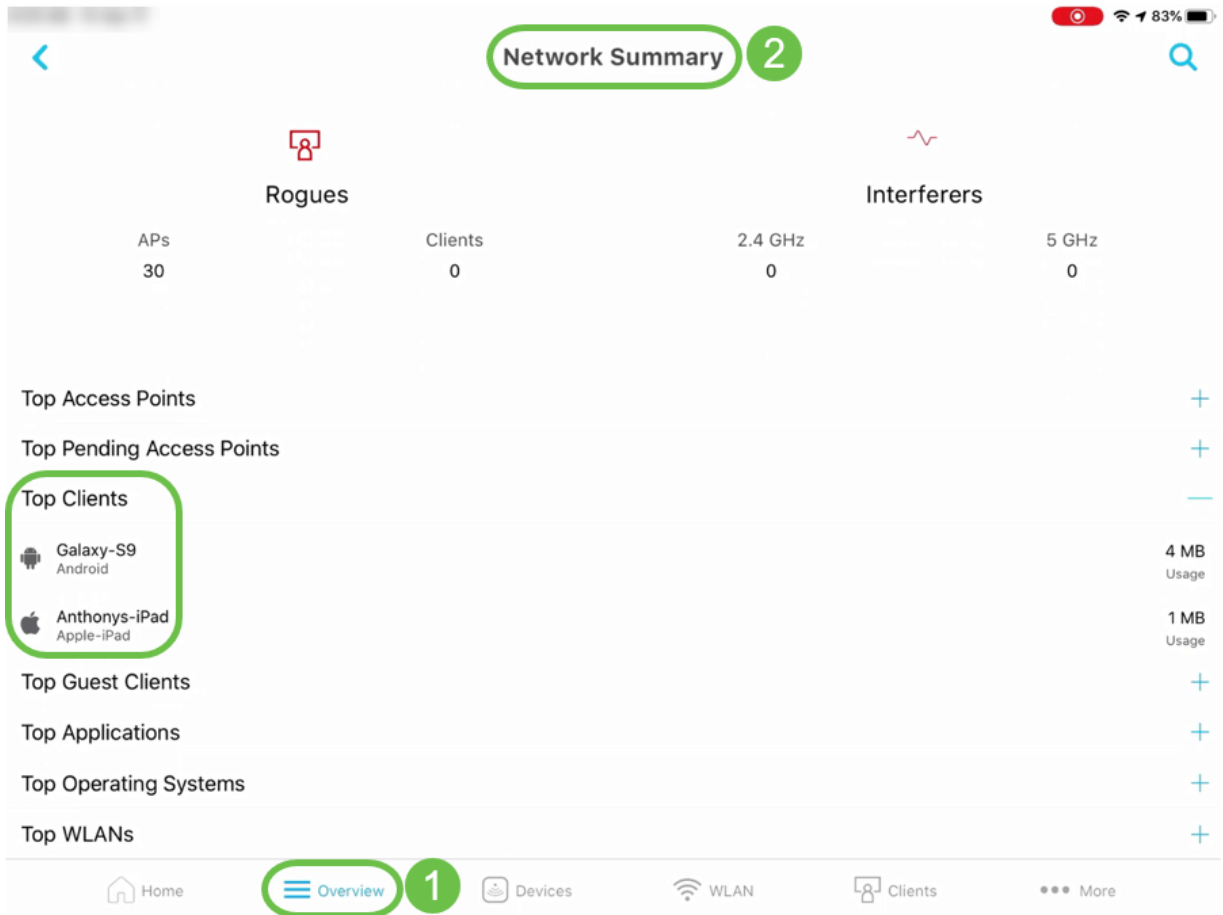 83%
Network Summary 2
Rogues Interferers
APs Clients 2.4 GHz 5 GHz
30 0 0 0
Top Access Points
Top Pending Access Points
Top Clients
Galaxy-S9 4 MB
Android Usage
Anthonys-iPad 1 MB
Apple-iPad Usage
Top Guest Clients
Top Applications
Top Operating Systems
Top WLANs
Home Overview 1 Devices WLAN Clients More